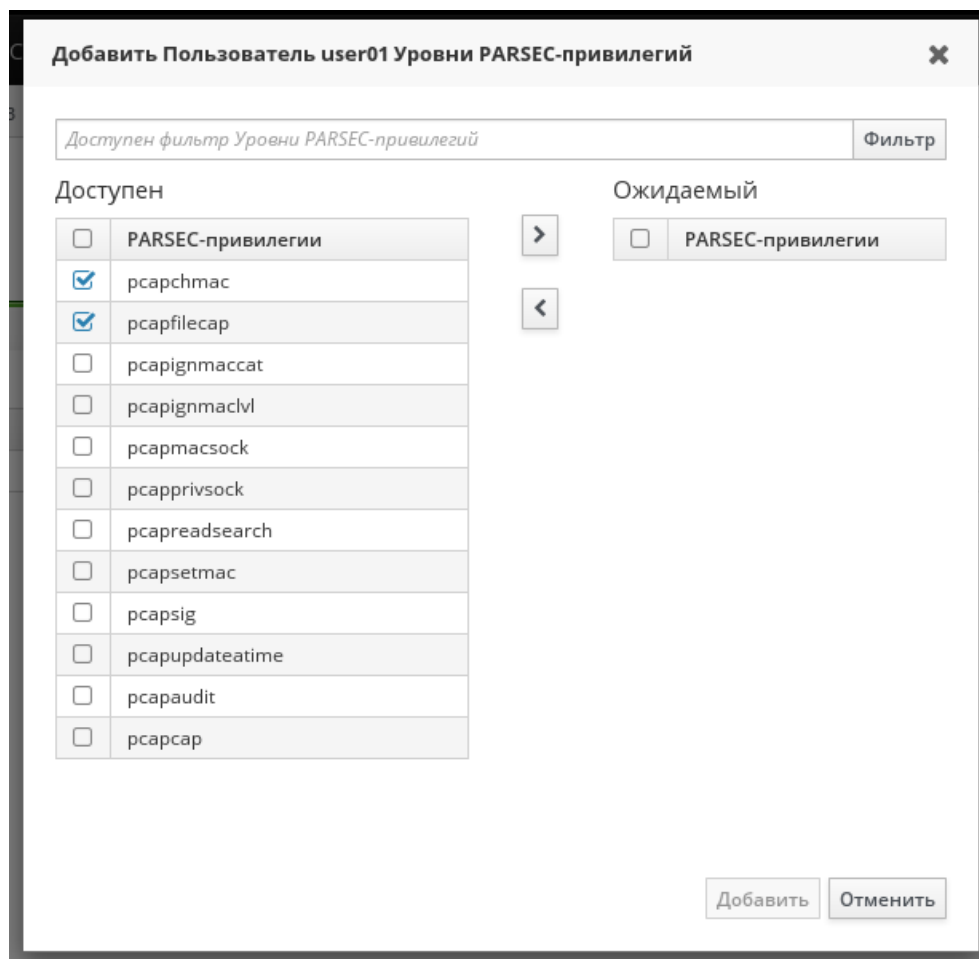 Добавить Пользователь user01 Уровни PARSEC-привилегий
Доступен фильтр Уровни PARSEC-привилегий
Фильтр
Доступен
Ожидаемый
PARSEC-привилегии
PARSEC-привилегии
pcapchmac
pcapfilecap
pcapignmaccat
pcapignmaclvl
pcapmacsock
pcapprivsock
pcapreadsearch
pcapsetmac
pcapsig
pcapupdateatime
pcapaudit
pcapcap
Добавить
Отменить